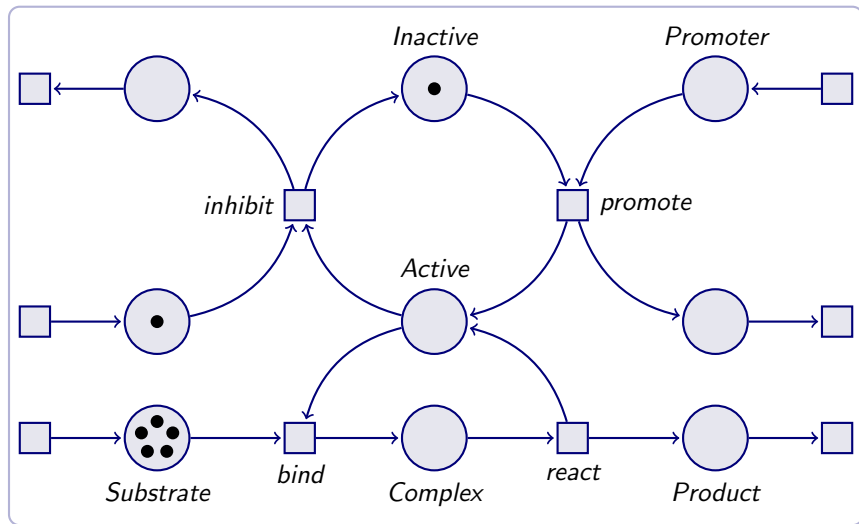 Inactive
Promoter
inhibit
promote
Active
bind
react
Substrate
Complex
Product